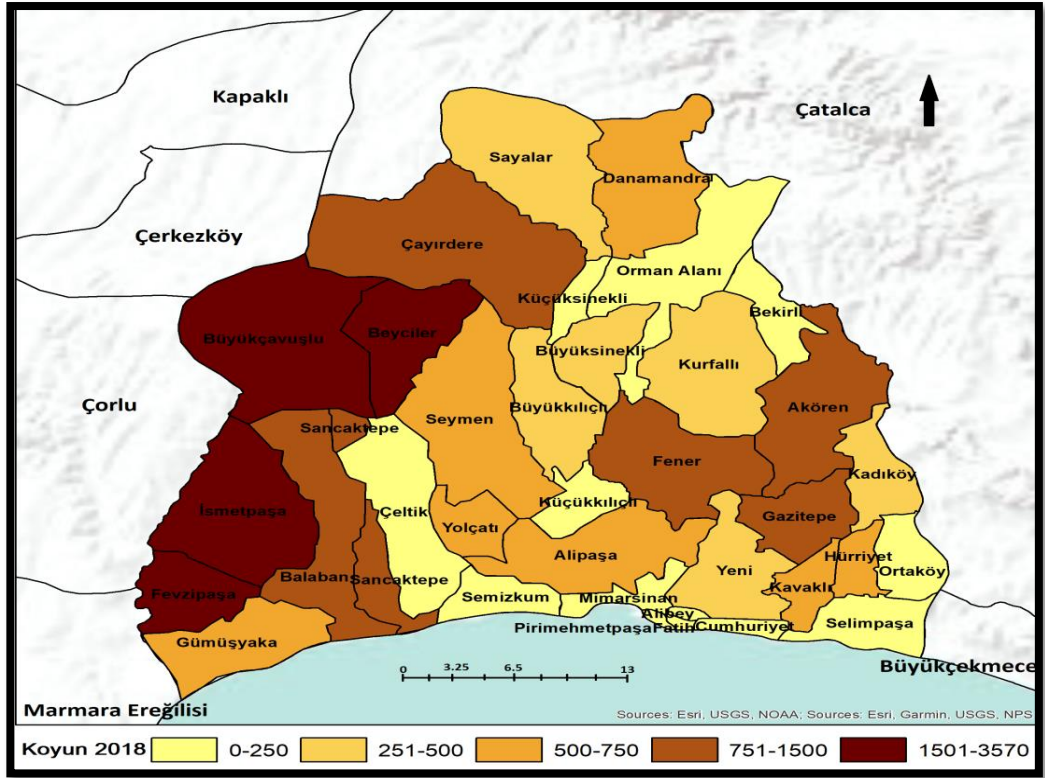 Kapaklı
Çatalca
Sayalar
Danamandra
Çerkezköy
Çayırdere
Orman Alanı
Küçüksinekli
Bekirli
Büyükçavuşlu
Beyciler
Büyüksinekli
Kurfallı
Çorlu
Büyükkılıçlı
Akören
Seymen
Sancaktepe
Fener
Kadıköy
Küçükkılıçlı
İsmetpaşa
Çeltik
Gazitepe
Yolçatı
Alipaşa
Hürriyet
Yeni
Ortaköy
Balaban
Sancaktepe
Kavaklı
Fevzipaşa
Semizkum
Mimarsinan
Alibey
Selimpaşa
Pirimehmetpaşa
Fatih
Cumhuriyet
Gümüşyaka
Büyükçekmece
0 3.25 6.5 13
Marmara Ereğilisi
Sources: Esri, USGS, NOAA; Sources: Esri, Garmin, USGS, NPS
Koyun 2018 0-250 251-500 500-750 751-1500 1501-3570